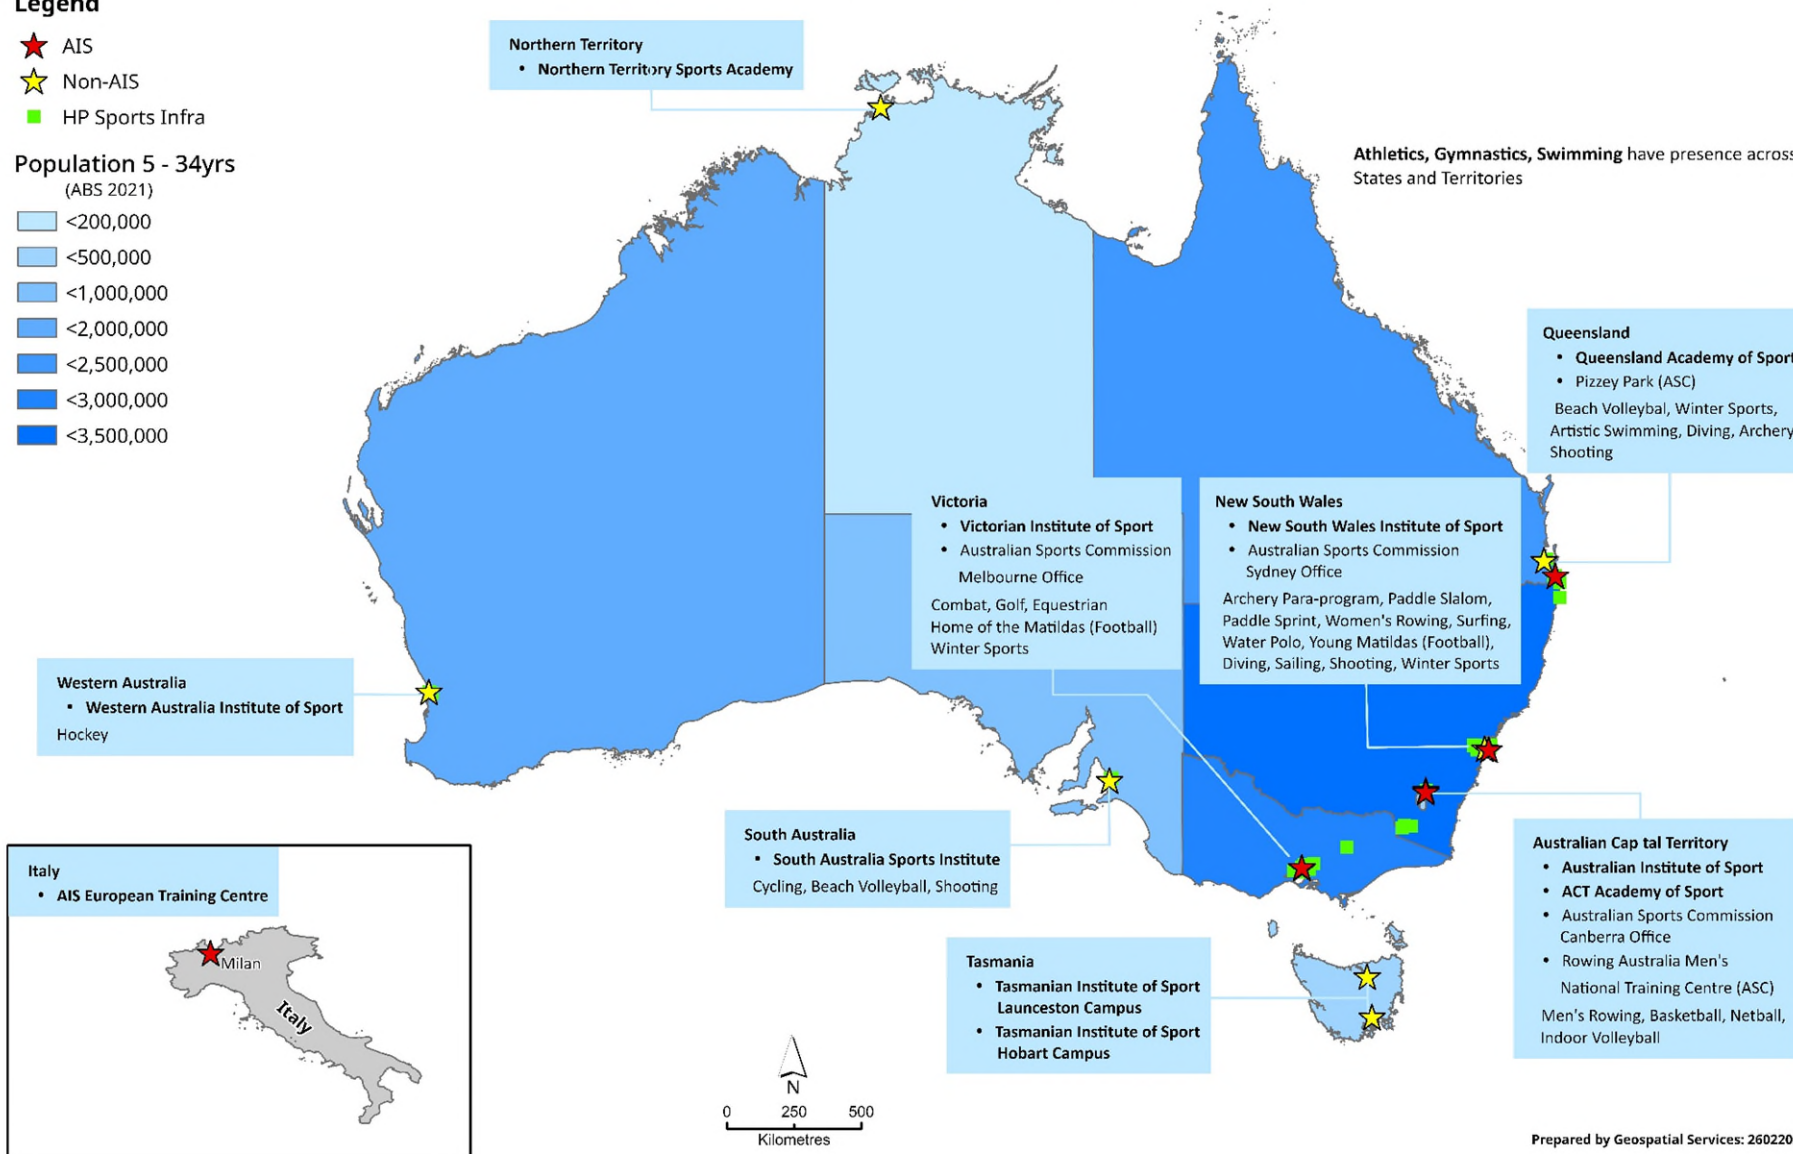 Legend
AIS
Non-AIS
HP Sports Infra
Population 5 - 34yrs
(ABS 2021)
<200,000
<500,000
<1,000,000
<2,000,000
<2,500,000
<3,000,000
<3,500,000
Northern Territory
• Northern Territory Sports Academy
Athletics, Gymnastics, Swimming have presence across
States and Territories
Queensland
• Queensland Academy of Sport
• Pizzey Park (ASC)
Beach Volleybal, Winter Sports,
Artistic Swimming, Diving, Archery
Shooting
Victoria
• Victorian Institute of Sport
• Australian Sports Commission
Melbourne Office
Combat, Golf, Equestrian
Home of the Matildas (Football)
Winter Sports
New South Wales
• New South Wales Institute of Sport
• Australian Sports Commission
Sydney Office
Archery Para-program, Paddle Slalom,
Paddle Sprint, Women's Rowing, Surfing,
Water Polo, Young Matildas (Football),
Diving, Sailing, Shooting, Winter Sports
Western Australia
• Western Australia Institute of Sport
Hockey
South Australia
• South Australia Sports Institute
Cycling, Beach Volleyball, Shooting
Australian Cap tal Territory
• Australian Institute of Sport
• ACT Academy of Sport
• Australian Sports Commission
Canberra Office
• Rowing Australia Men's
National Training Centre (ASC)
Men's Rowing, Basketball, Netball,
Indoor Volleyball
Tasmania
• Tasmanian Institute of Sport
Launceston Campus
• Tasmanian Institute of Sport
Hobart Campus
Italy
• AIS European Training Centre
Milan
Italy
N
0 250 500
Kilometres
Prepared by Geospatial Services: 260220